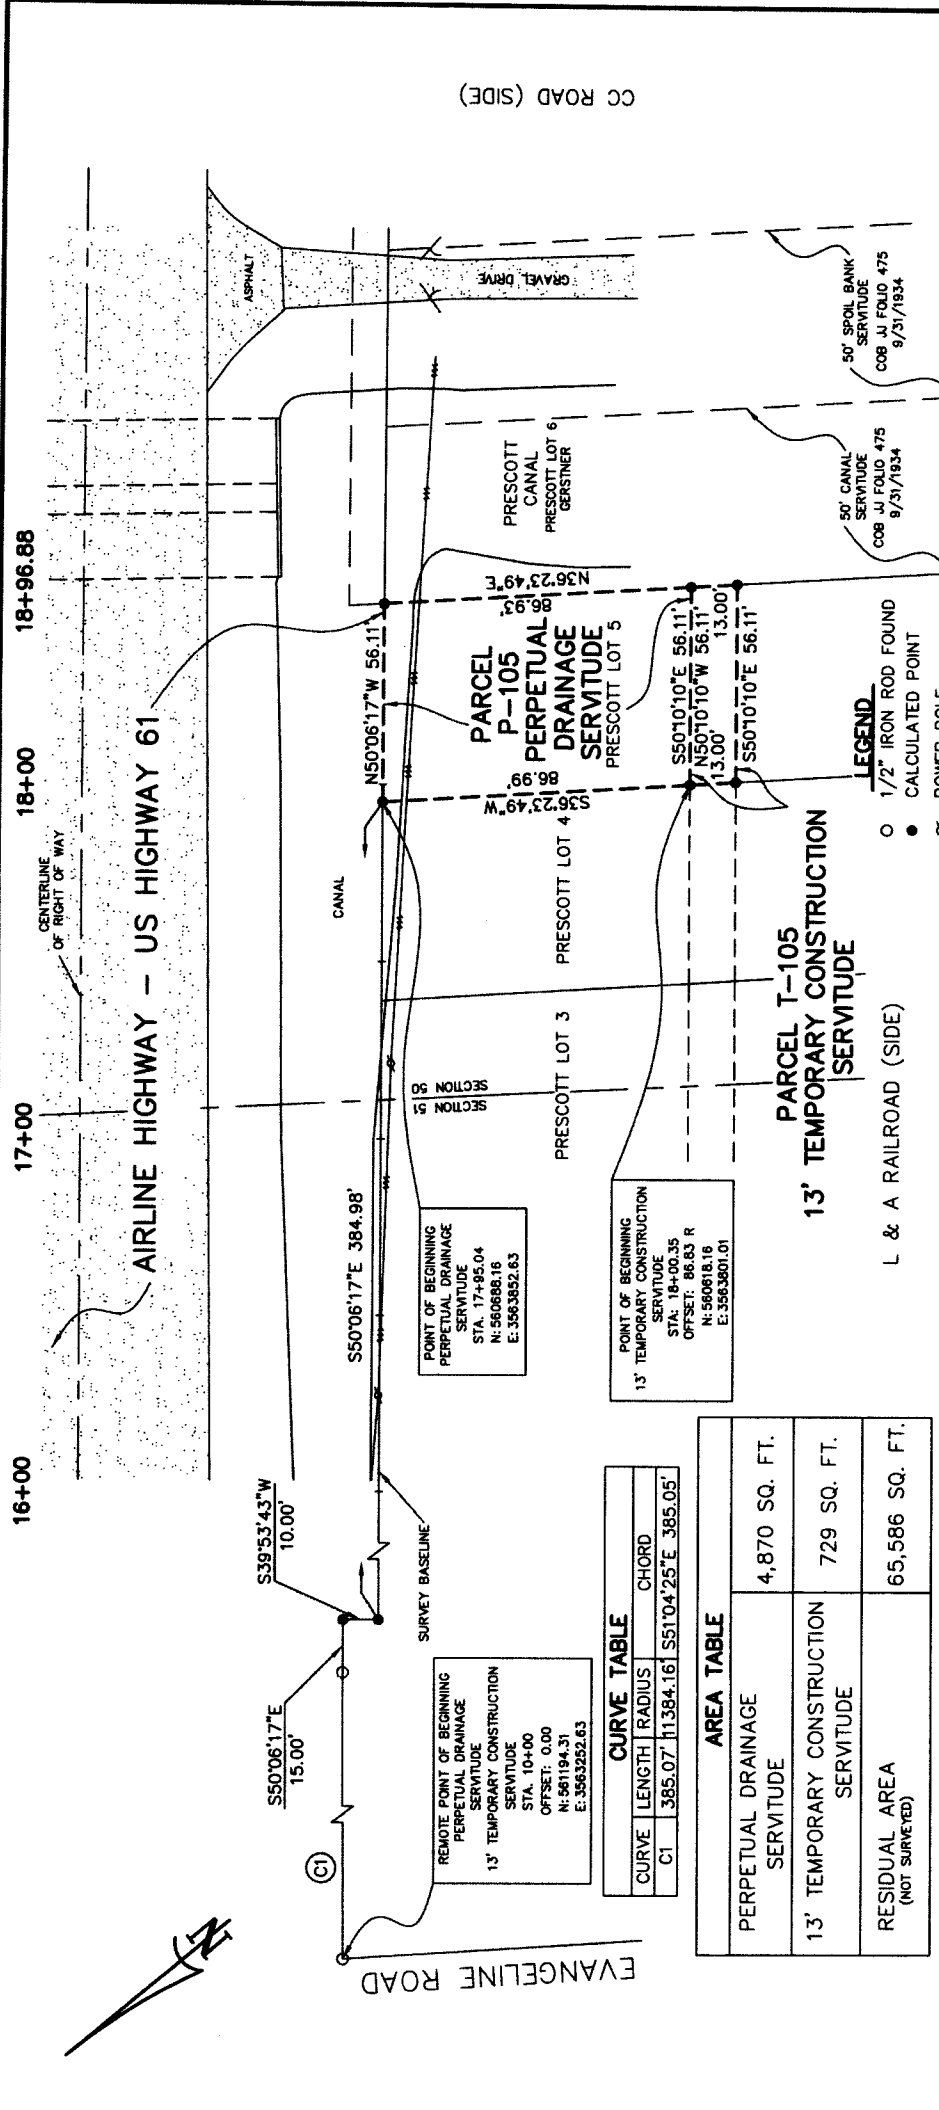 16+00
17+00
18+00
18+96.88
CENTERLINE
OF RIGHT OF WAY
AIRLINE HIGHWAY - US HIGHWAY 61
ASPHALT
GRAVEL DRIVE
CC ROAD (SIDE)
CANAL
S50°06'17"E
15.00'
S39°53'43"W
10.00'
S50°06'17"E 384.98'
N50°06'17"W 56.11'
C1
SURVEY BASELINE
SECTION 51
SECTION 50
EVANGELINE ROAD
REMOTE POINT OF BEGINNING
PERPETUAL DRAINAGE
SERVITUDE
13' TEMPORARY CONSTRUCTION
SERVITUDE
STA. 10+00
OFFSET: 0.00
N: 561194.31
E: 3563252.63
POINT OF BEGINNING
PERPETUAL DRAINAGE
SERVITUDE
STA. 17+95.04
N: 560688.16
E: 3563852.63
POINT OF BEGINNING
13' TEMPORARY CONSTRUCTION
SERVITUDE
STA: 18+00.35
OFFSET: 86.83 R
N: 560618.16
E: 3563801.01
PRESCOTT LOT 3
PRESCOTT LOT 4
S36°23'49"W
86.99'
PARCEL
P-105
PERPETUAL
DRAINAGE
SERVITUDE
PRESCOTT LOT 5
86.93'
N36°23'49"E
PRESCOTT
CANAL
PRESCOTT LOT 6
GERSTNER
S50°10'10"E 56.11'
N50°10'10"W 56.11'
13.00'
13.00'
S50°10'10"E 56.11'
PARCEL T-105
13' TEMPORARY CONSTRUCTION
SERVITUDE
50' CANAL
SERVITUDE
COB JJ FOLIO 475
9/31/1934
50' SPOIL BANK
SERVITUDE
COB JJ FOLIO 475
9/31/1934
L & A RAILROAD (SIDE)
LEGEND
1/2" IRON ROD FOUND
CALCULATED POINT
POWER POLE
CURVE TABLE
CURVE LENGTH RADIUS CHORD
C1 385.07' 11384.16' S51°04'25"E 385.05'
AREA TABLE
PERPETUAL DRAINAGE
SERVITUDE
4,870 SQ. FT.
13' TEMPORARY CONSTRUCTION
SERVITUDE
729 SQ. FT.
RESIDUAL AREA
(NOT SURVEYED)
65,586 SQ. FT.
N